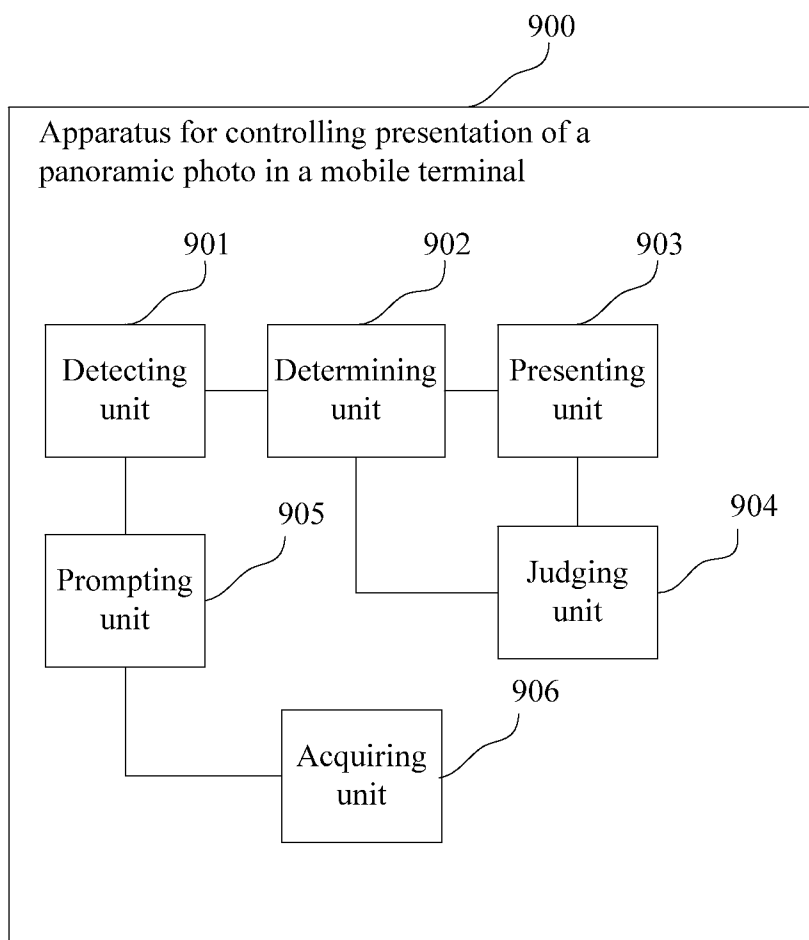 900
Apparatus for controlling presentation of a
panoramic photo in a mobile terminal
901
902
903
Detecting
unit
Determining
unit
Presenting
unit
905
904
Prompting
unit
Judging
unit
906
Acquiring
unit